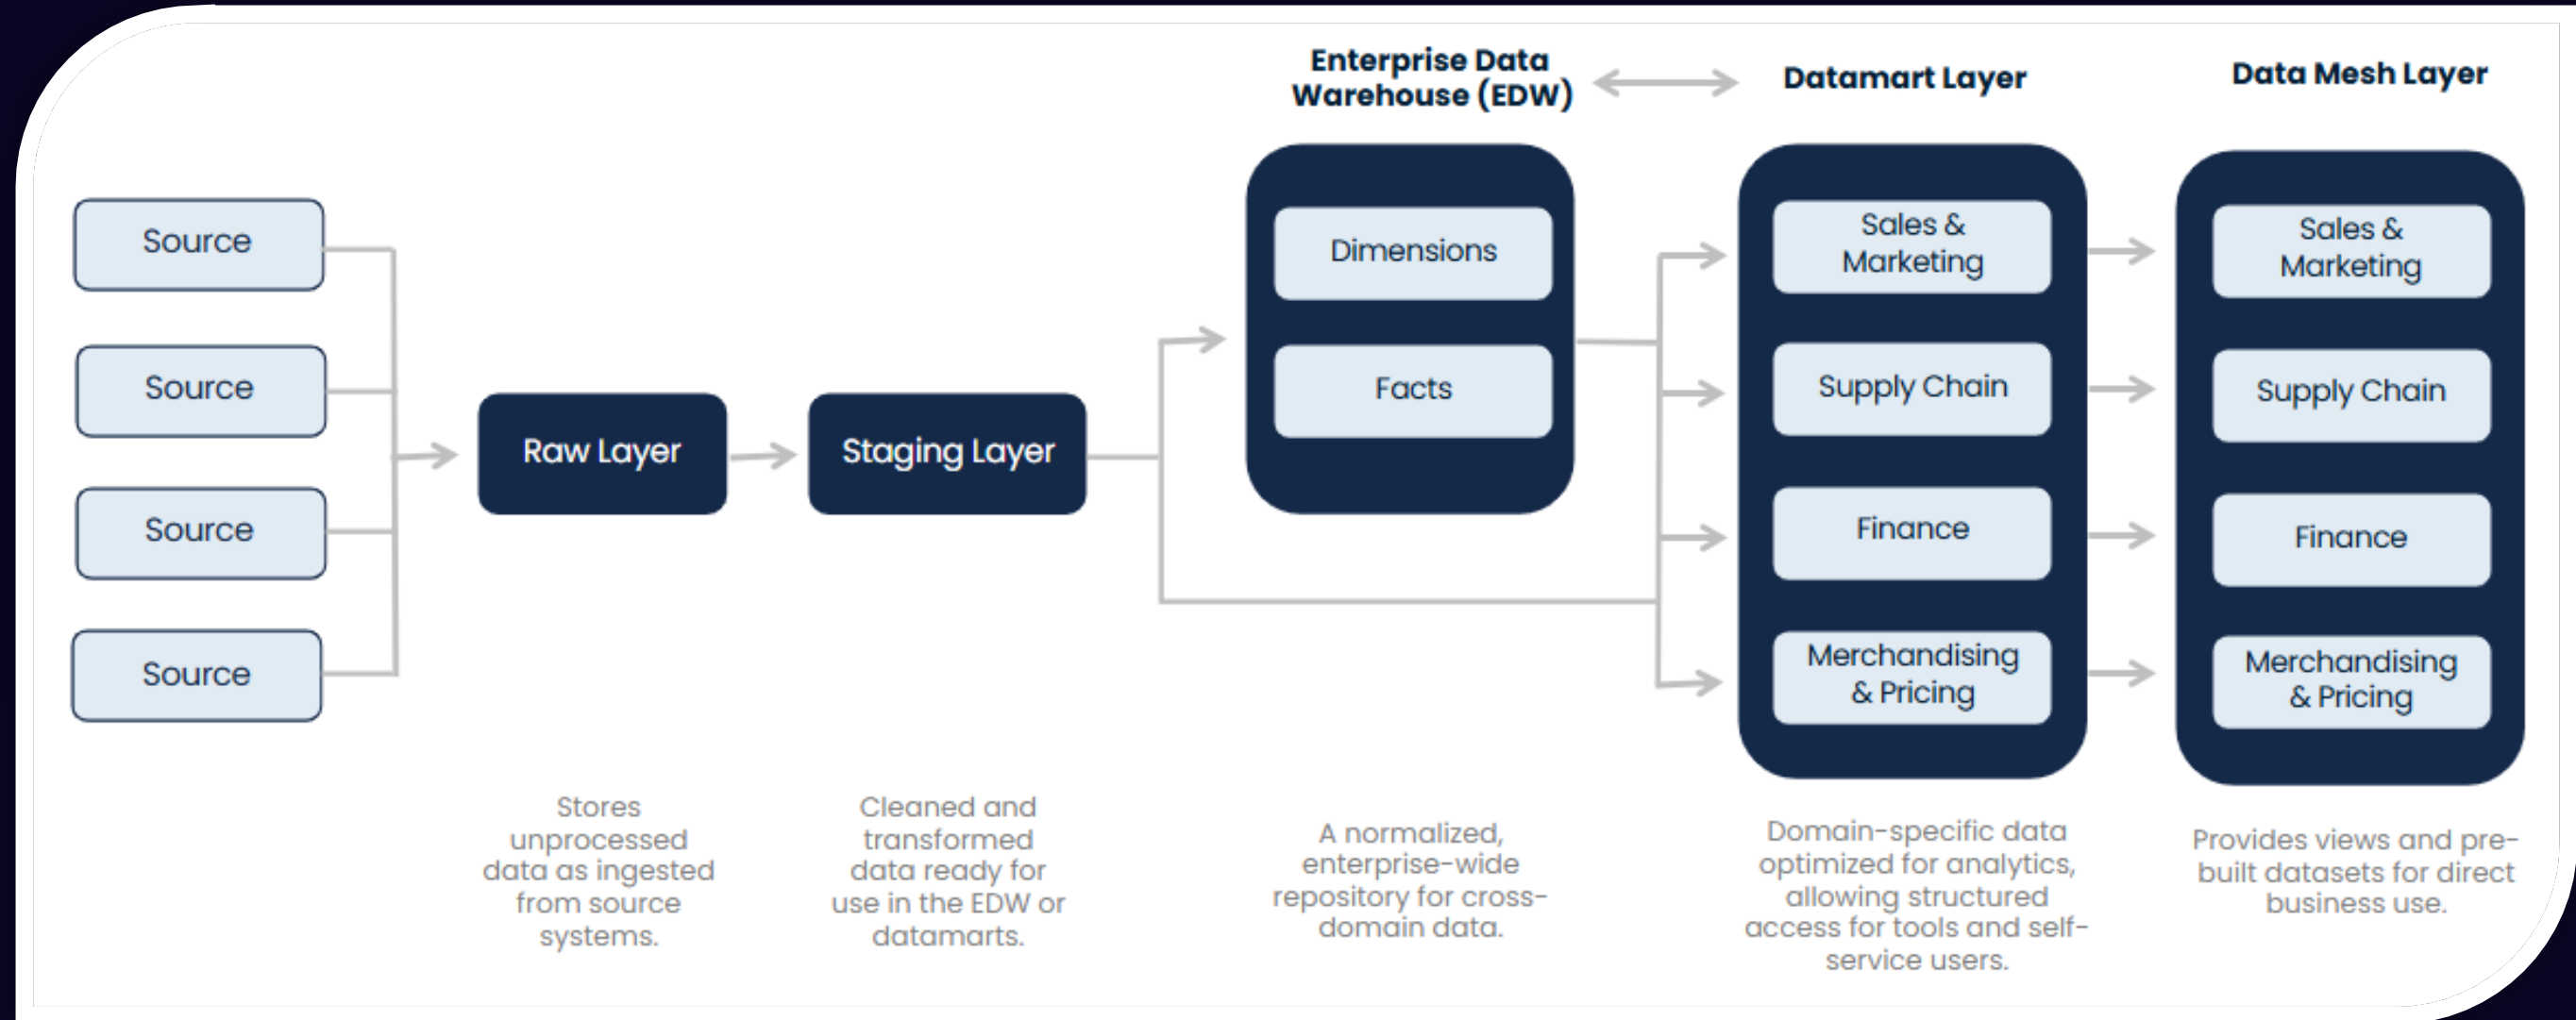 Enterprise Data
Warehouse (EDW)
Datamart Layer
Data Mesh Layer
Source
Source
Source
Source
Raw Layer
Staging Layer
Dimensions
Facts
Sales &
Marketing
Supply Chain
Finance
Merchandising
& Pricing
Sales &
Marketing
Supply Chain
Finance
Merchandising
& Pricing
Stores
unprocessed
data as ingested
from source
systems.
Cleaned and
transformed
data ready for
use in the EDW or
datamarts.
A normalized,
enterprise-wide
repository for cross-
domain data.
Domain-specific data
optimized for analytics,
allowing structured
access for tools and self-
service users.
Provides views and pre-
built datasets for direct
business use.